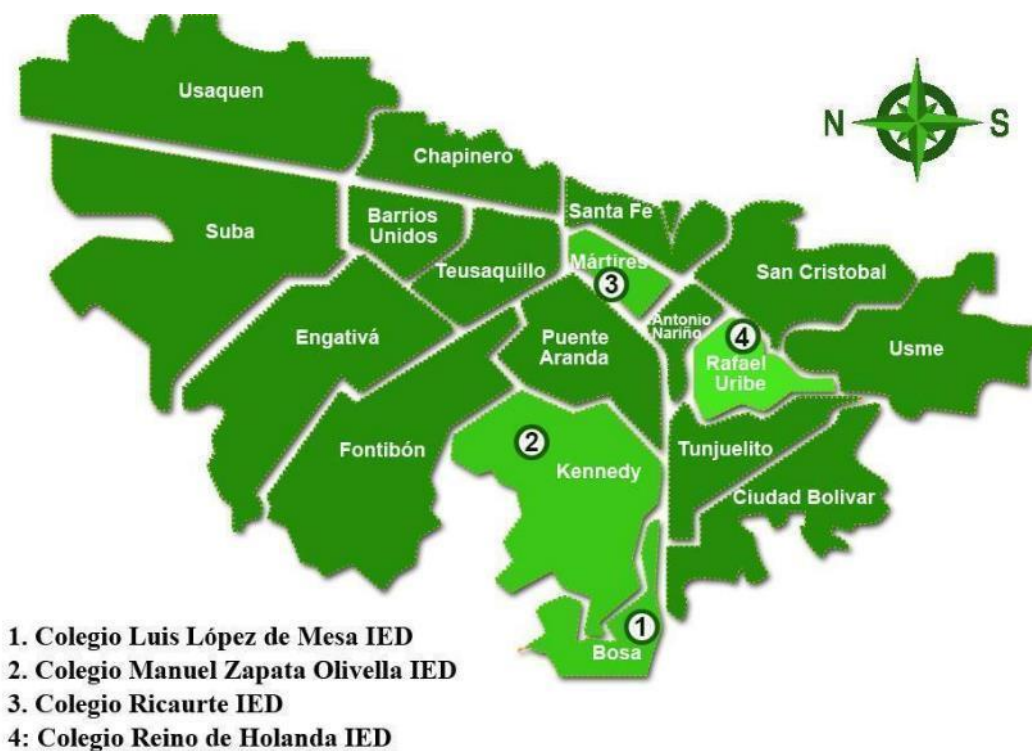 Usaquen
N
S
Chapinero
Suba
Barrios
Unidos
Santa Fe
Teusaquillo
Mártires
3
San Cristobal
Engativá
Puente
Aranda
Antonio
Nariño
4
Rafael
Uribe
Usme
Fontibón
2
Kennedy
Tunjuelito
Ciudad Bolivar
1
Bosa
1. Colegio Luis López de Mesa IED
2. Colegio Manuel Zapata Olivella IED
3. Colegio Ricaurte IED
4: Colegio Reino de Holanda IED